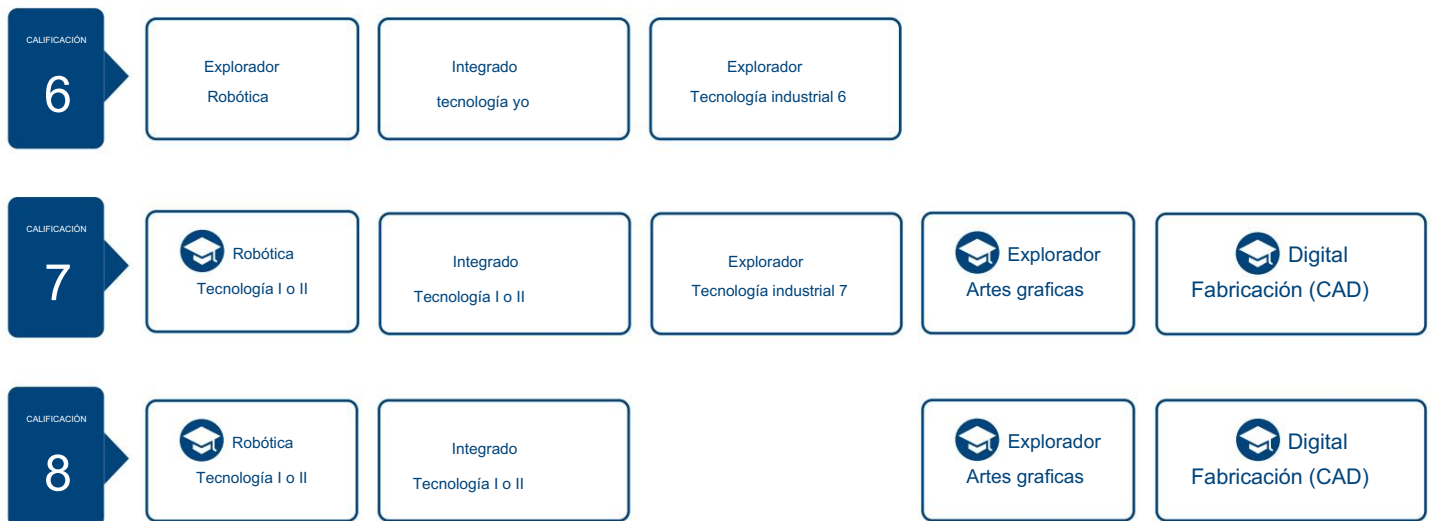 CALIFICACIÓN
6
Explorador
Robótica
Integrado
tecnología yo
Explorador
Tecnología industrial 6
CALIFICACIÓN
7
Robótica
Tecnología I o II
Integrado
Tecnología I o II
Explorador
Tecnología industrial 7
Explorador
Artes graficas
Digital
Fabricación (CAD)
CALIFICACIÓN
8
Robótica
Tecnología I o II
Integrado
Tecnología I o II
Explorador
Artes graficas
Digital
Fabricación (CAD)